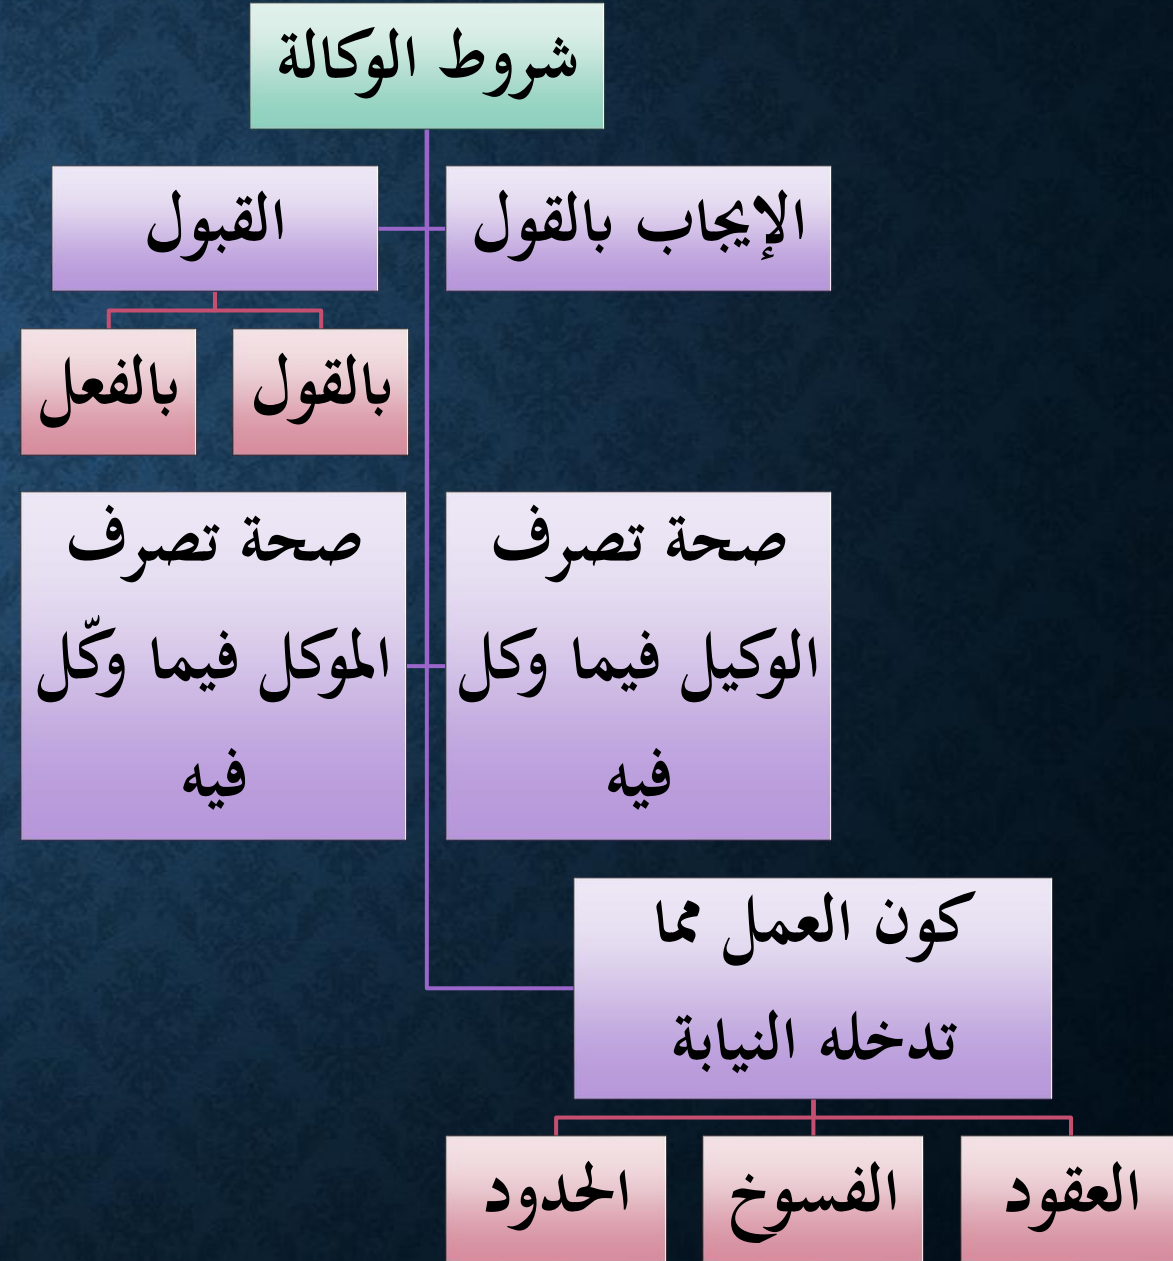 شروط الوكالة
الإيجاب بالقول
القبول
بالقول
بالفعل
صحة تصرف
الوكيل فيما وكل
فيه
صحة تصرف
الموكل فيما وكّل
فيه
كون العمل مما
تدخله النيابة
العقود
الفسوخ
الحدود